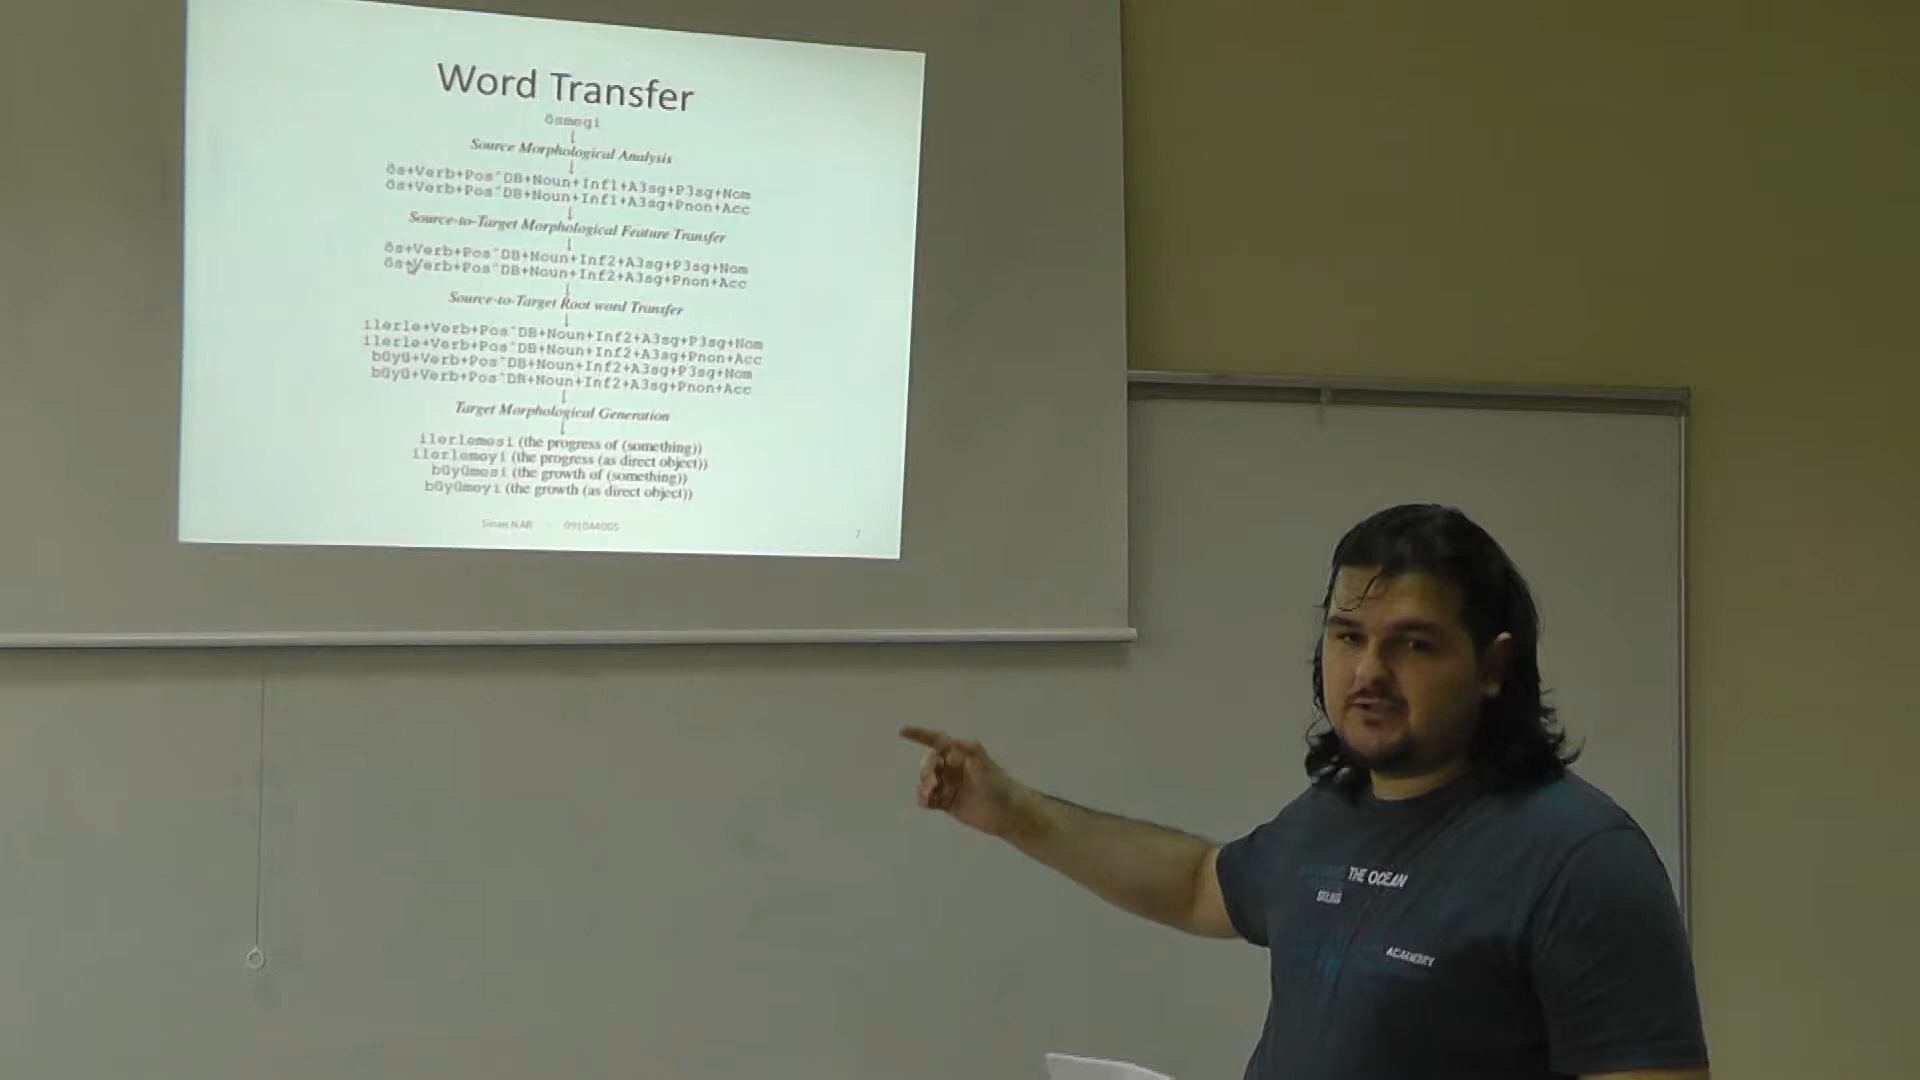 Word Transfer
ösmegi
Source Morphological Analysis
ös+Verb+Pos^DB+Noun+Inf1+A3sg+P3sg+Nom
ös+Verb+Pos^DB+Noun+Inf1+A3sg+Pnon+Acc
Source-to-Target Morphological Feature Transfer
ös+Verb+Pos^DB+Noun+Inf2+A3sg+P3sg+Nom
ös+Verb+Pos^DB+Noun+Inf2+A3sg+Pnon+Acc
Source-to-Target Root word Transfer
ilerle+Verb+Pos^DB+Noun+Inf2+A3sg+P3sg+Nom
ilerle+Verb+Pos^DB+Noun+Inf2+A3sg+Pnon+Acc
büyü+Verb+Pos^DB+Noun+Inf2+A3sg+P3sg+Nom
büyü+Verb+Pos^DB+Noun+Inf2+A3sg+Pnon+Acc
Target Morphological Generation
ilerlemesi (the progress of (something))
ilerlemeyi (the progress (as direct object))
büyümesi (the growth of (something))
büyümeyi (the growth (as direct object))
Sinan NAR - 091044005
7
THE OCEAN
ACADEMY